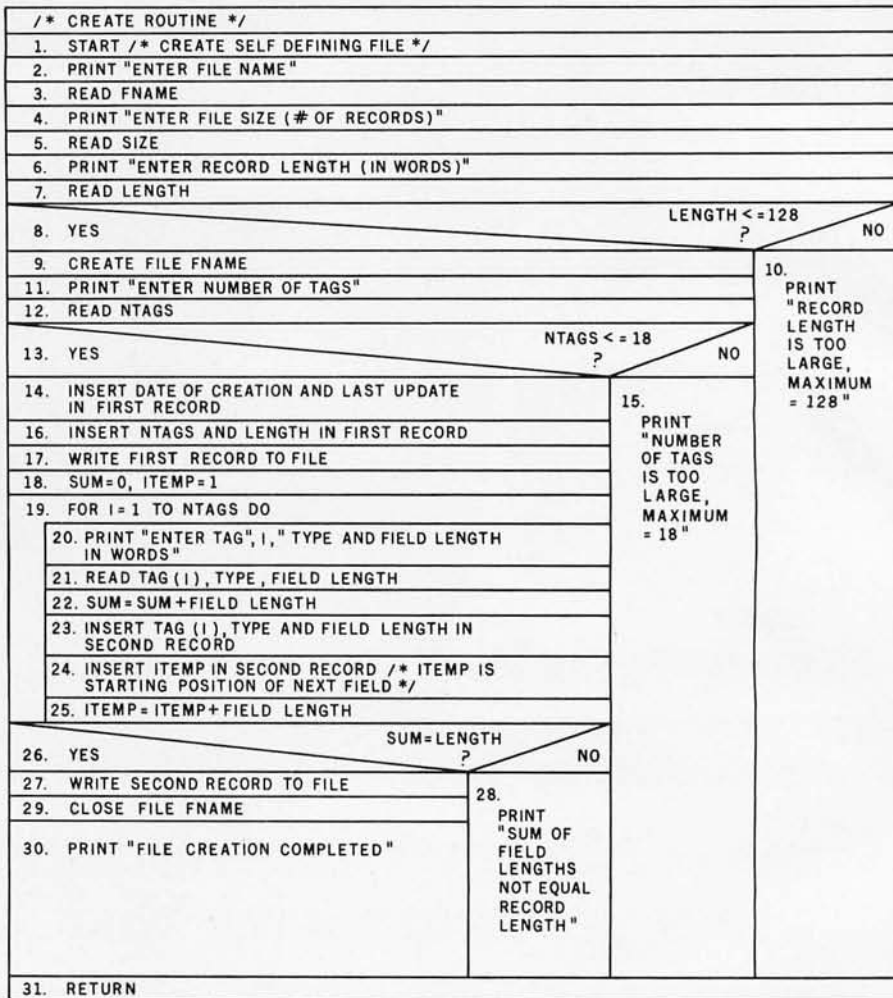 /* CREATE ROUTINE */
1. START /* CREATE SELF DEFINING FILE */
2. PRINT "ENTER FILE NAME"
3. READ FNAME
4. PRINT "ENTER FILE SIZE (# OF RECORDS)"
5. READ SIZE
6. PRINT "ENTER RECORD LENGTH (IN WORDS)"
7. READ LENGTH
LENGTH <=128
?
8. YES
NO
9. CREATE FILE FNAME
10.
PRINT
"RECORD
LENGTH
IS TOO
LARGE,
MAXIMUM
= 128"
11. PRINT "ENTER NUMBER OF TAGS"
12. READ NTAGS
NTAGS <= 18
?
13. YES
NO
14. INSERT DATE OF CREATION AND LAST UPDATE
IN FIRST RECORD
15.
PRINT
"NUMBER
OF TAGS
IS TOO
LARGE,
MAXIMUM
= 18"
16. INSERT NTAGS AND LENGTH IN FIRST RECORD
17. WRITE FIRST RECORD TO FILE
18. SUM=0, ITEMP=1
19. FOR I=1 TO NTAGS DO
20. PRINT "ENTER TAG", I," TYPE AND FIELD LENGTH
IN WORDS"
21. READ TAG (I), TYPE, FIELD LENGTH
22. SUM=SUM+FIELD LENGTH
23. INSERT TAG (I), TYPE AND FIELD LENGTH IN
SECOND RECORD
24. INSERT ITEMP IN SECOND RECORD /* ITEMP IS
STARTING POSITION OF NEXT FIELD */
25. ITEMP=ITEMP+FIELD LENGTH
SUM=LENGTH
?
26. YES
NO
27. WRITE SECOND RECORD TO FILE
28.
PRINT
"SUM OF
FIELD
LENGTHS
NOT EQUAL
RECORD
LENGTH"
29. CLOSE FILE FNAME
30. PRINT "FILE CREATION COMPLETED"
31. RETURN